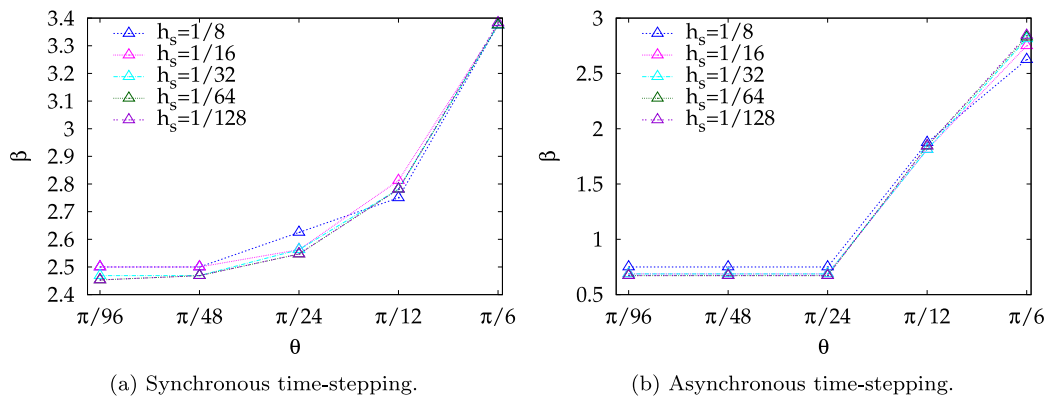 3.4
3.3
3.2
3.1
3
2.9
2.8
2.7
2.6
2.5
2.4
β
h_s=1/8
h_s=1/16
h_s=1/32
h_s=1/64
h_s=1/128
π/96 π/48 π/24 π/12 π/6
θ
(a) Synchronous time-stepping.
3
2.5
2
1.5
1
0.5
β
h_s=1/8
h_s=1/16
h_s=1/32
h_s=1/64
h_s=1/128
π/96 π/48 π/24 π/12 π/6
θ
(b) Asynchronous time-stepping.